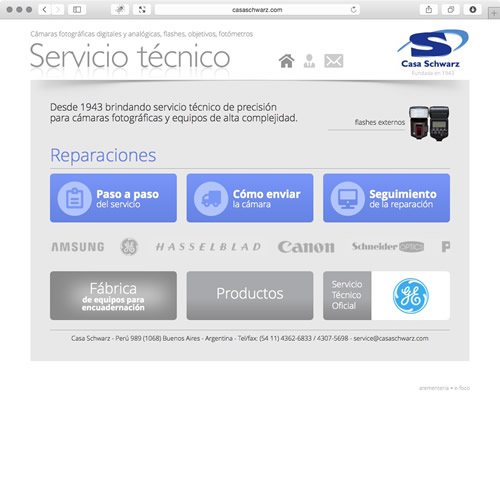 casaschwarz.com
Cámaras fotográficas digitales y analógicas, flashes, objetivos, fotómetros
Servicio técnico
Casa Schwarz
Fundada en 1943
Desde 1943 brindando servicio técnico de precisión
para cámaras fotográficas y equipos de alta complejidad.
flashes externos
Reparaciones
Paso a paso
del servicio
Cómo enviar
la cámara
Seguimiento
de la reparación
AMSUNG
GE
HASSELBLAD
Canon
Schneider OPTICS
P
Fábrica
de equipos para
encuadernación
Productos
Servicio
Técnico
Oficial
GE
Casa Schwarz - Perú 989 (1068) Buenos Aires - Argentina - Tel/fax: (54 11) 4362-6833 / 4307-5698 - service@casaschwarz.com